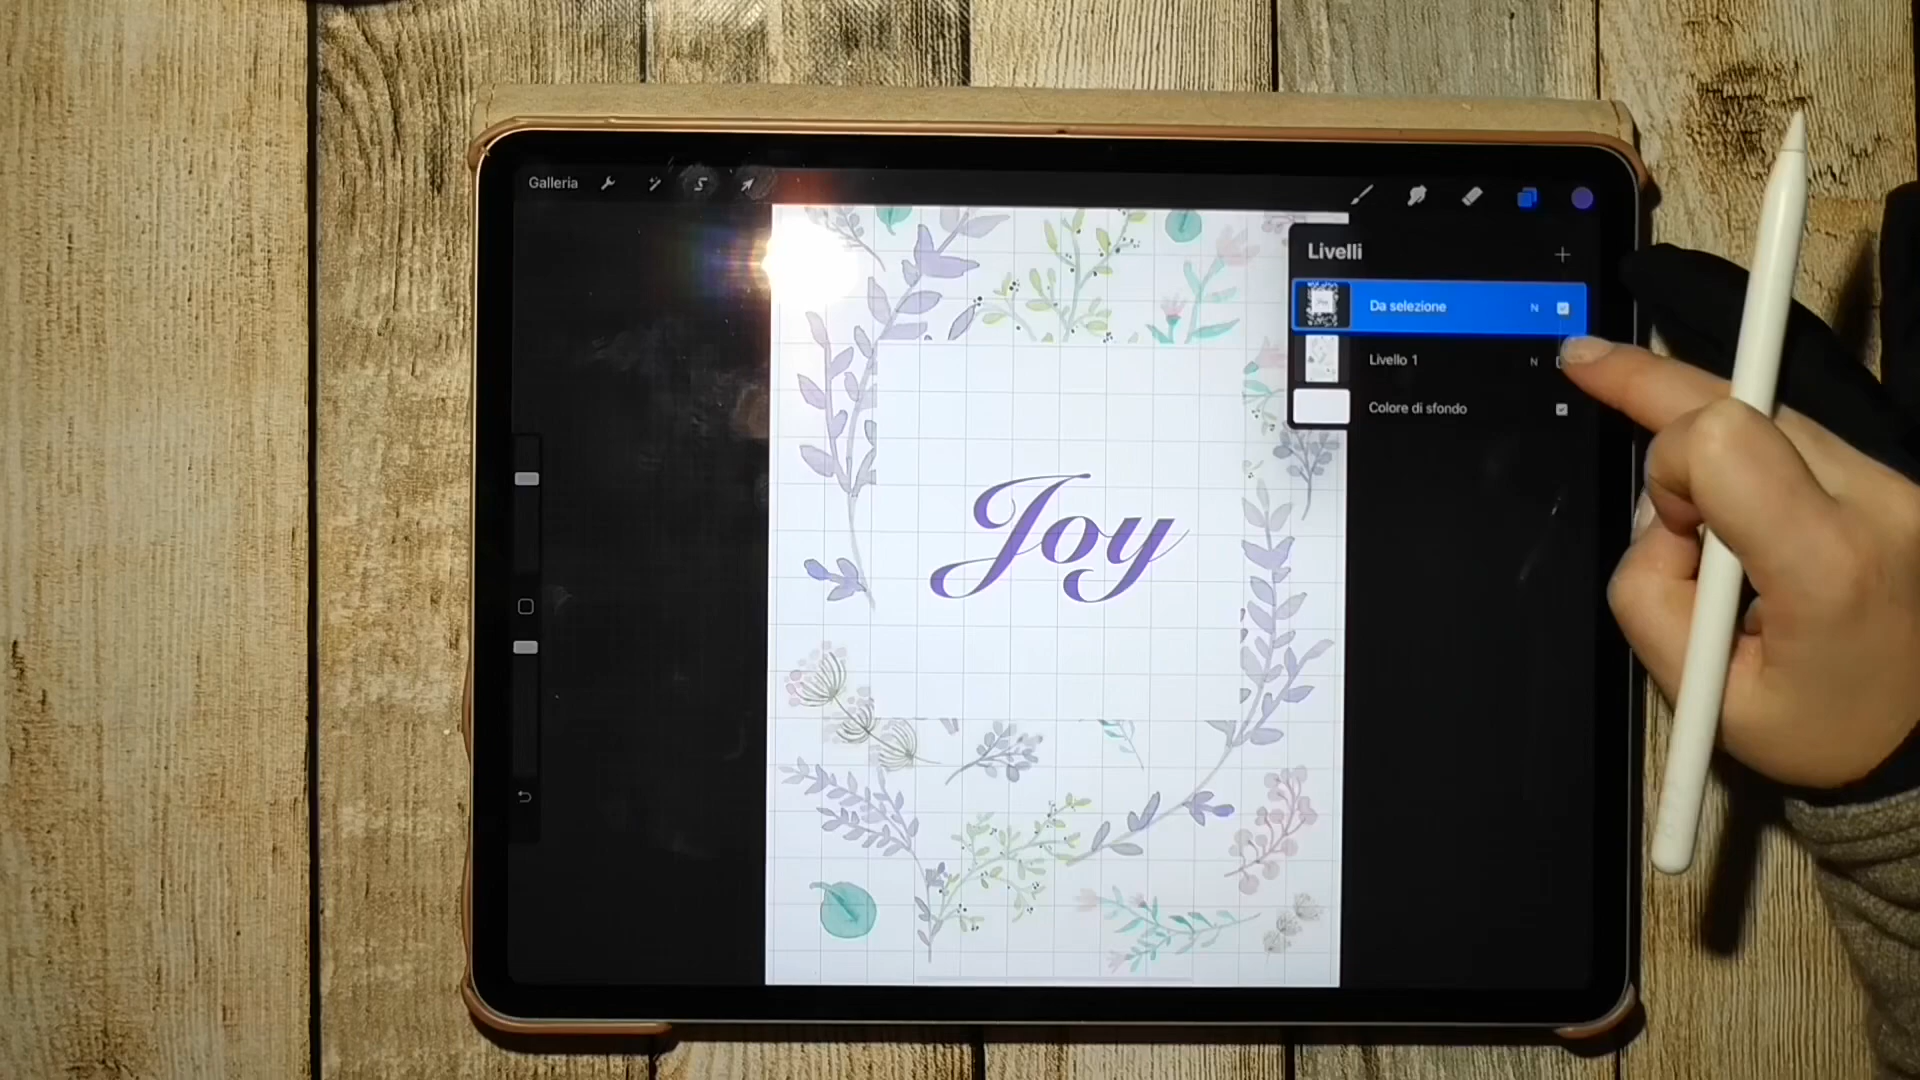 Galleria
Livelli
Da selezione N
Livello 1 N
Colore di sfondo
Joy